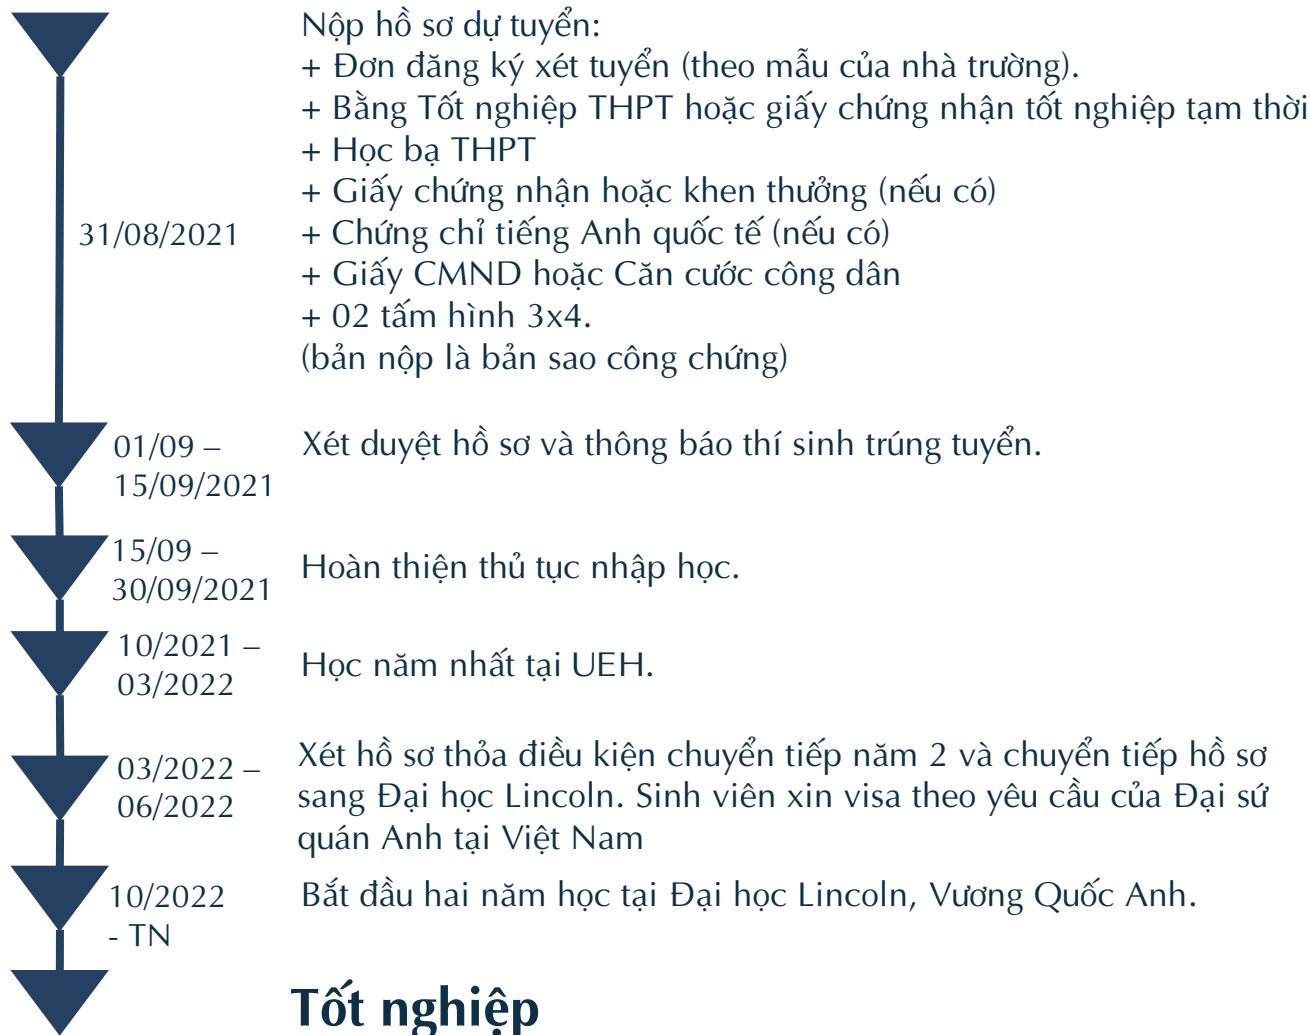 Nộp hồ sơ dự tuyển:
+ Đơn đăng ký xét tuyển (theo mẫu của nhà trường).
+ Bằng Tốt nghiệp THPT hoặc giấy chứng nhận tốt nghiệp tạm thời
+ Học bạ THPT
+ Giấy chứng nhận hoặc khen thưởng (nếu có)
31/08/2021
+ Chứng chỉ tiếng Anh quốc tế (nếu có)
+ Giấy CMND hoặc Căn cước công dân
+ 02 tấm hình 3x4.
(bản nộp là bản sao công chứng)
01/09 –
15/09/2021
Xét duyệt hồ sơ và thông báo thí sinh trúng tuyển.
15/09 –
30/09/2021
Hoàn thiện thủ tục nhập học.
10/2021 –
03/2022
Học năm nhất tại UEH.
03/2022 –
06/2022
Xét hồ sơ thỏa điều kiện chuyển tiếp năm 2 và chuyển tiếp hồ sơ
sang Đại học Lincoln. Sinh viên xin visa theo yêu cầu của Đại sứ
quán Anh tại Việt Nam
10/2022
- TN
Bắt đầu hai năm học tại Đại học Lincoln, Vương Quốc Anh.
Tốt nghiệp